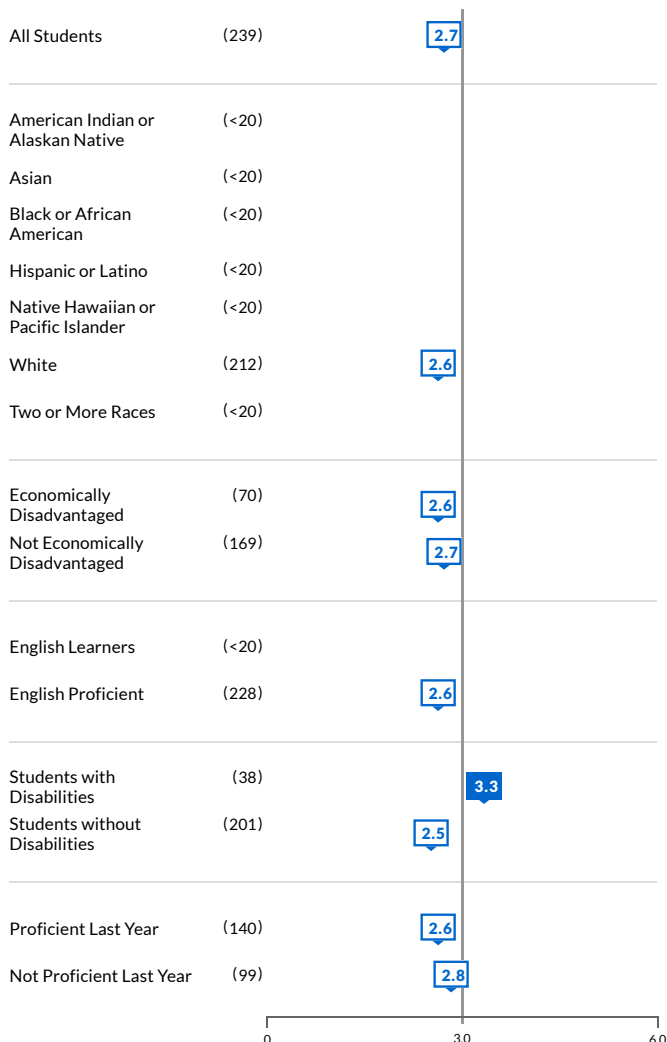 All Students (239) 2.7
American Indian or (<20)
Alaskan Native
Asian (<20)
Black or African (<20)
American
Hispanic or Latino (<20)
Native Hawaiian or (<20)
Pacific Islander
White (212) 2.6
Two or More Races (<20)
Economically (70) 2.6
Disadvantaged
Not Economically (169) 2.7
Disadvantaged
English Learners (<20)
English Proficient (228) 2.6
Students with (38) 3.3
Disabilities
Students without (201) 2.5
Disabilities
Proficient Last Year (140) 2.6
Not Proficient Last Year (99) 2.8
0 3.0 6.0